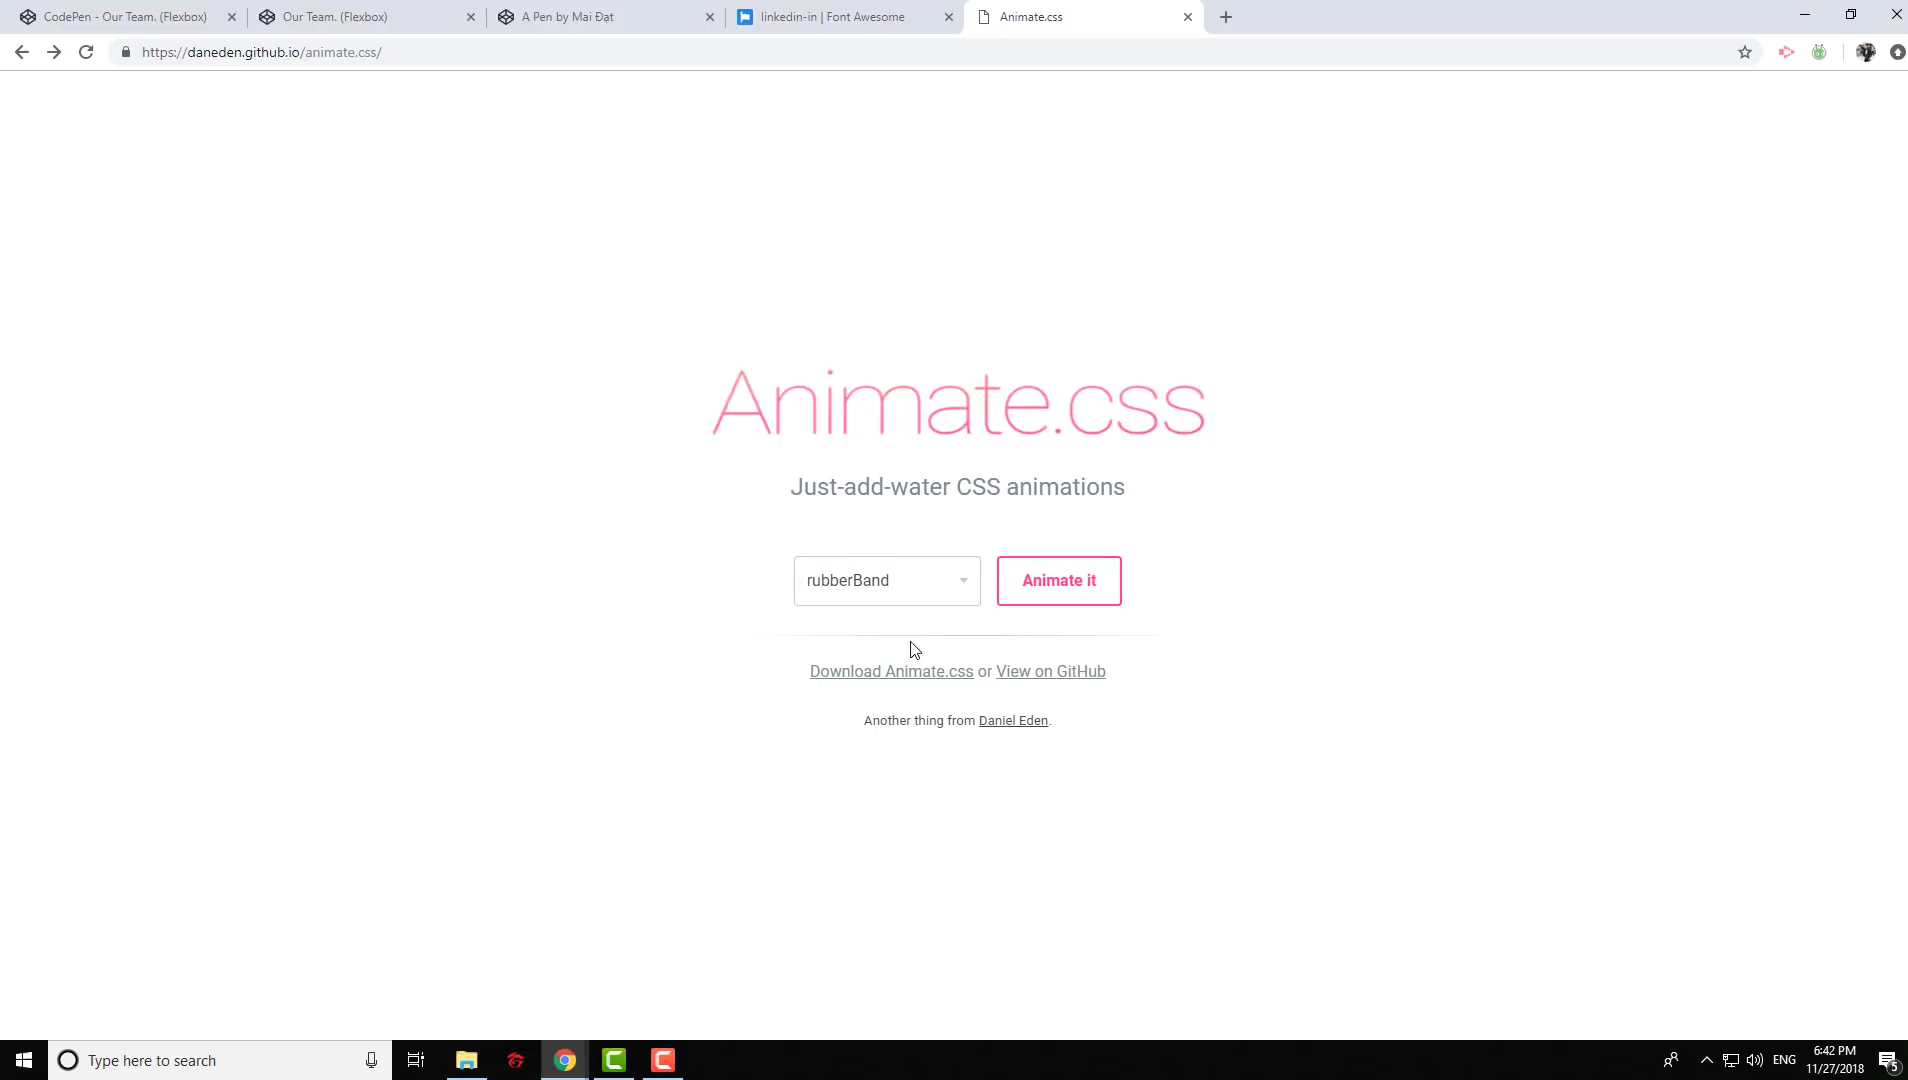 CodePen - Our Team. (Flexbox)
Our Team. (Flexbox)
A Pen by Mai Đạt
linkedin-in | Font Awesome
Animate.css
https://daneden.github.io/animate.css/
Animate.css
Just-add-water CSS animations
rubberBand
Animate it
Download Animate.css or View on GitHub
Another thing from Daniel Eden.
Type here to search
ENG
6:42 PM
11/27/2018
5